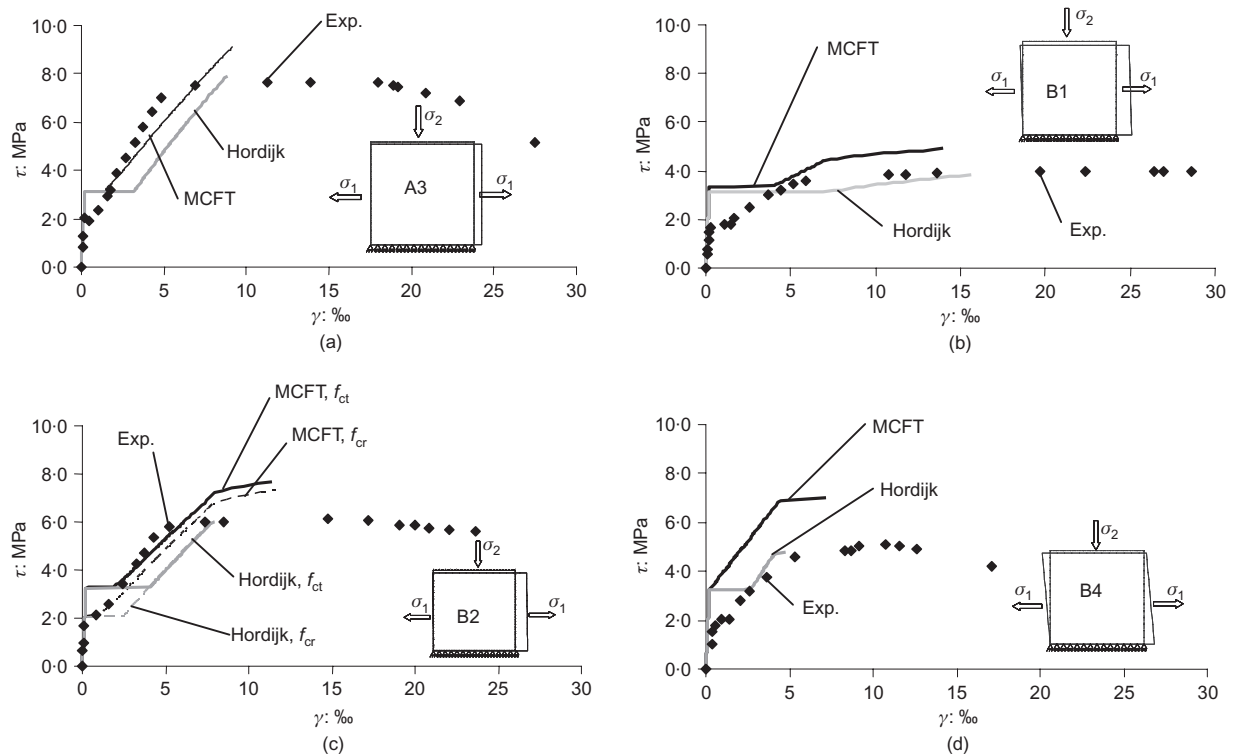 10·0
8·0
6·0
4·0
2·0
0·0
τ: MPa
Exp.
Hordijk
MCFT
σ2
σ1
A3
σ1
0 5 10 15 20 25 30
γ: ‰
(a)
10·0
8·0
6·0
4·0
2·0
0·0
τ: MPa
MCFT
Hordijk
Exp.
σ2
σ1
B1
σ1
0 5 10 15 20 25 30
γ: ‰
(b)
10·0
8·0
6·0
4·0
2·0
0·0
τ: MPa
MCFT, fct
Exp.
MCFT, fcr
Hordijk, fct
Hordijk, fcr
σ2
σ1
B2
σ1
0 5 10 15 20 25 30
γ: ‰
(c)
10·0
8·0
6·0
4·0
2·0
0·0
τ: MPa
MCFT
Hordijk
Exp.
σ2
σ1
B4
σ1
0 5 10 15 20 25 30
γ: ‰
(d)